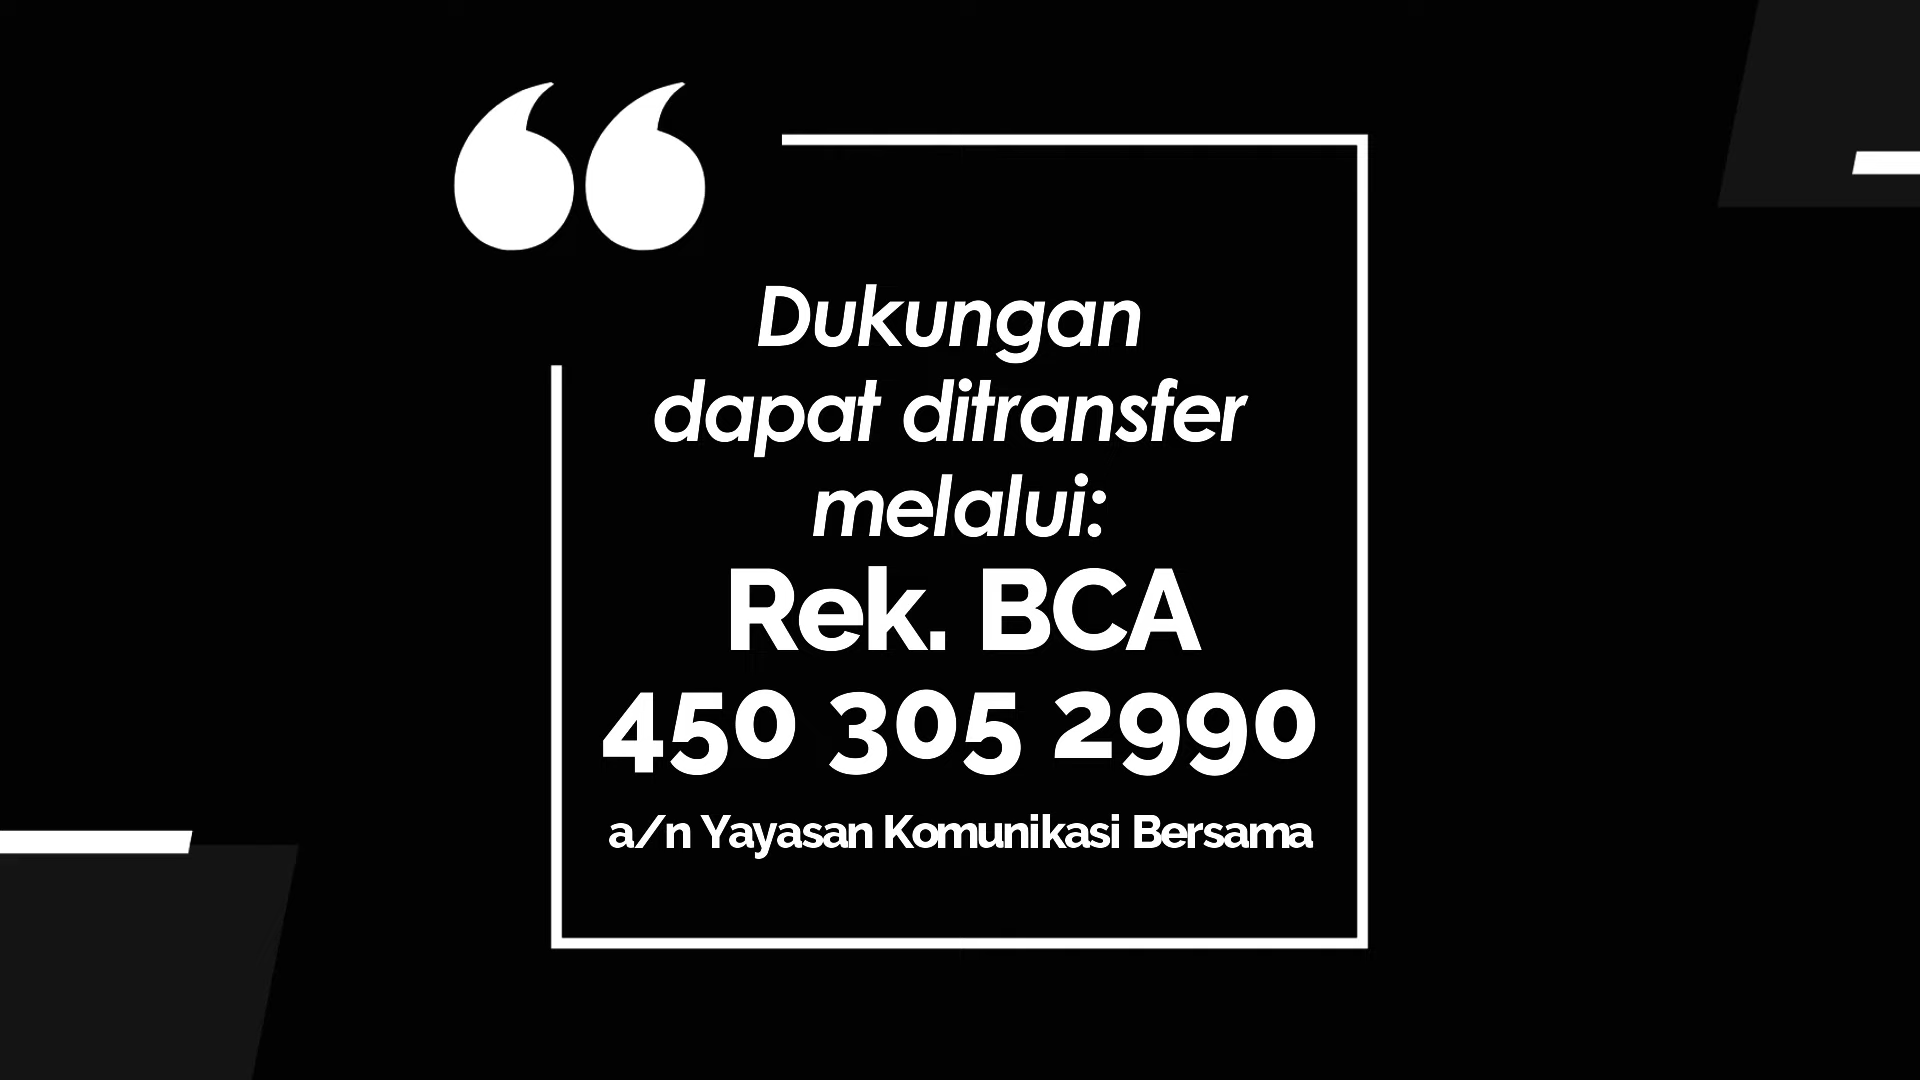 Dukungan
dapat ditransfer
melalui:
Rek. BCA
450 305 2990
a/n Yayasan Komunikasi Bersama